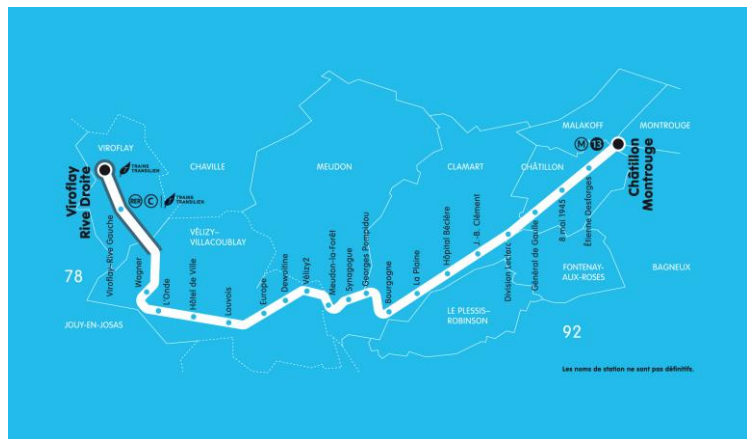 MALAKOFF
MONTROUGE
M 13
VIROFLAY
TRAINS
TRANSILIEN
CHAVILLE
MEUDON
CLAMART
CHÂTILLON
Châtillon
Montrouge
Viroflay
Rive Droite
RER C
TRAINS
TRANSILIEN
VÉLIZY–
VILLACOUBLAY
Viroflay–Rive Gauche
Wagner
L'Onde
Hôtel de Ville
Louvois
Europe
Dewoitine
Vélizy2
Meudon-la-Forêt
Synagogue
Georges Pompidou
Bourgogne
La Plaine
Hôpital Béclère
J.-B. Clément
Division Leclerc
Général de Gaulle
8 mai 1945
Étienne Desforges
78
FONTENAY-
AUX-ROSES
BAGNEUX
JOUY-EN-JOSAS
LE PLESSIS–
ROBINSON
92
Les noms de station ne sont pas définitifs.